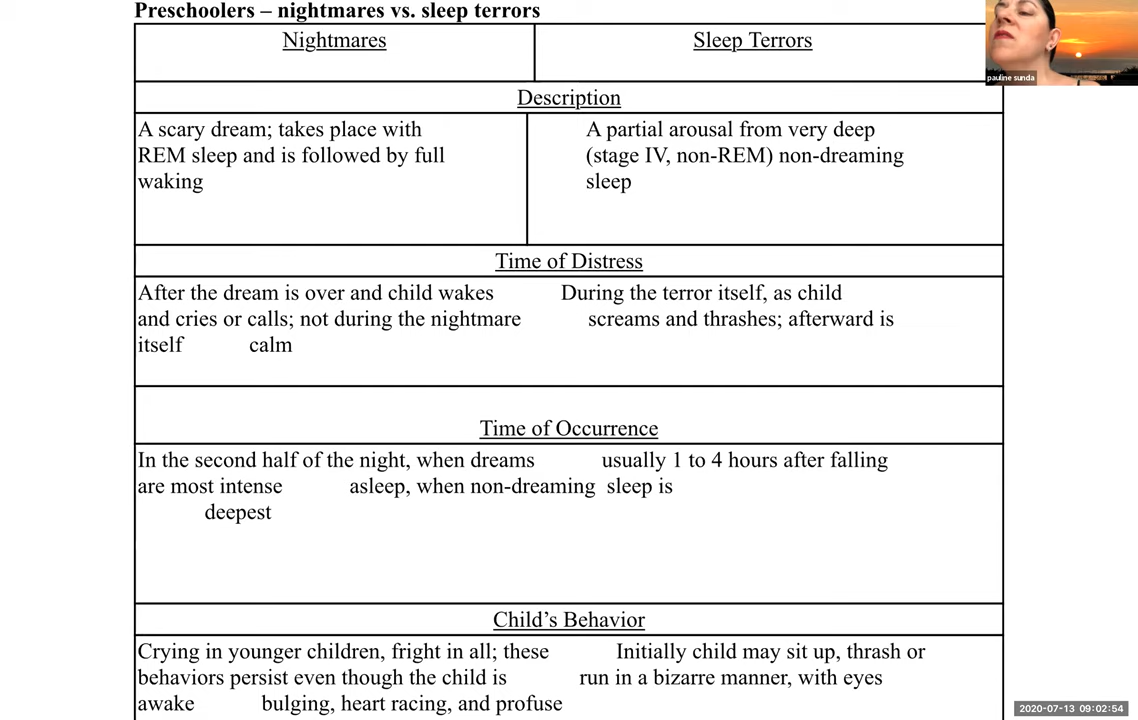 Preschoolers – nightmares vs. sleep terrors
Nightmares Sleep Terrors
Description
A scary dream; takes place with
REM sleep and is followed by full
waking
A partial arousal from very deep
(stage IV, non-REM) non-dreaming
sleep
Time of Distress
After the dream is over and child wakes During the terror itself, as child
and cries or calls; not during the nightmare screams and thrashes; afterward is
itself calm
Time of Occurrence
In the second half of the night, when dreams usually 1 to 4 hours after falling
are most intense asleep, when non-dreaming sleep is
deepest
Child’s Behavior
Crying in younger children, fright in all; these Initially child may sit up, thrash or
behaviors persist even though the child is run in a bizarre manner, with eyes
awake bulging, heart racing, and profuse
pauline sunda
2020-07-13 09:02:54